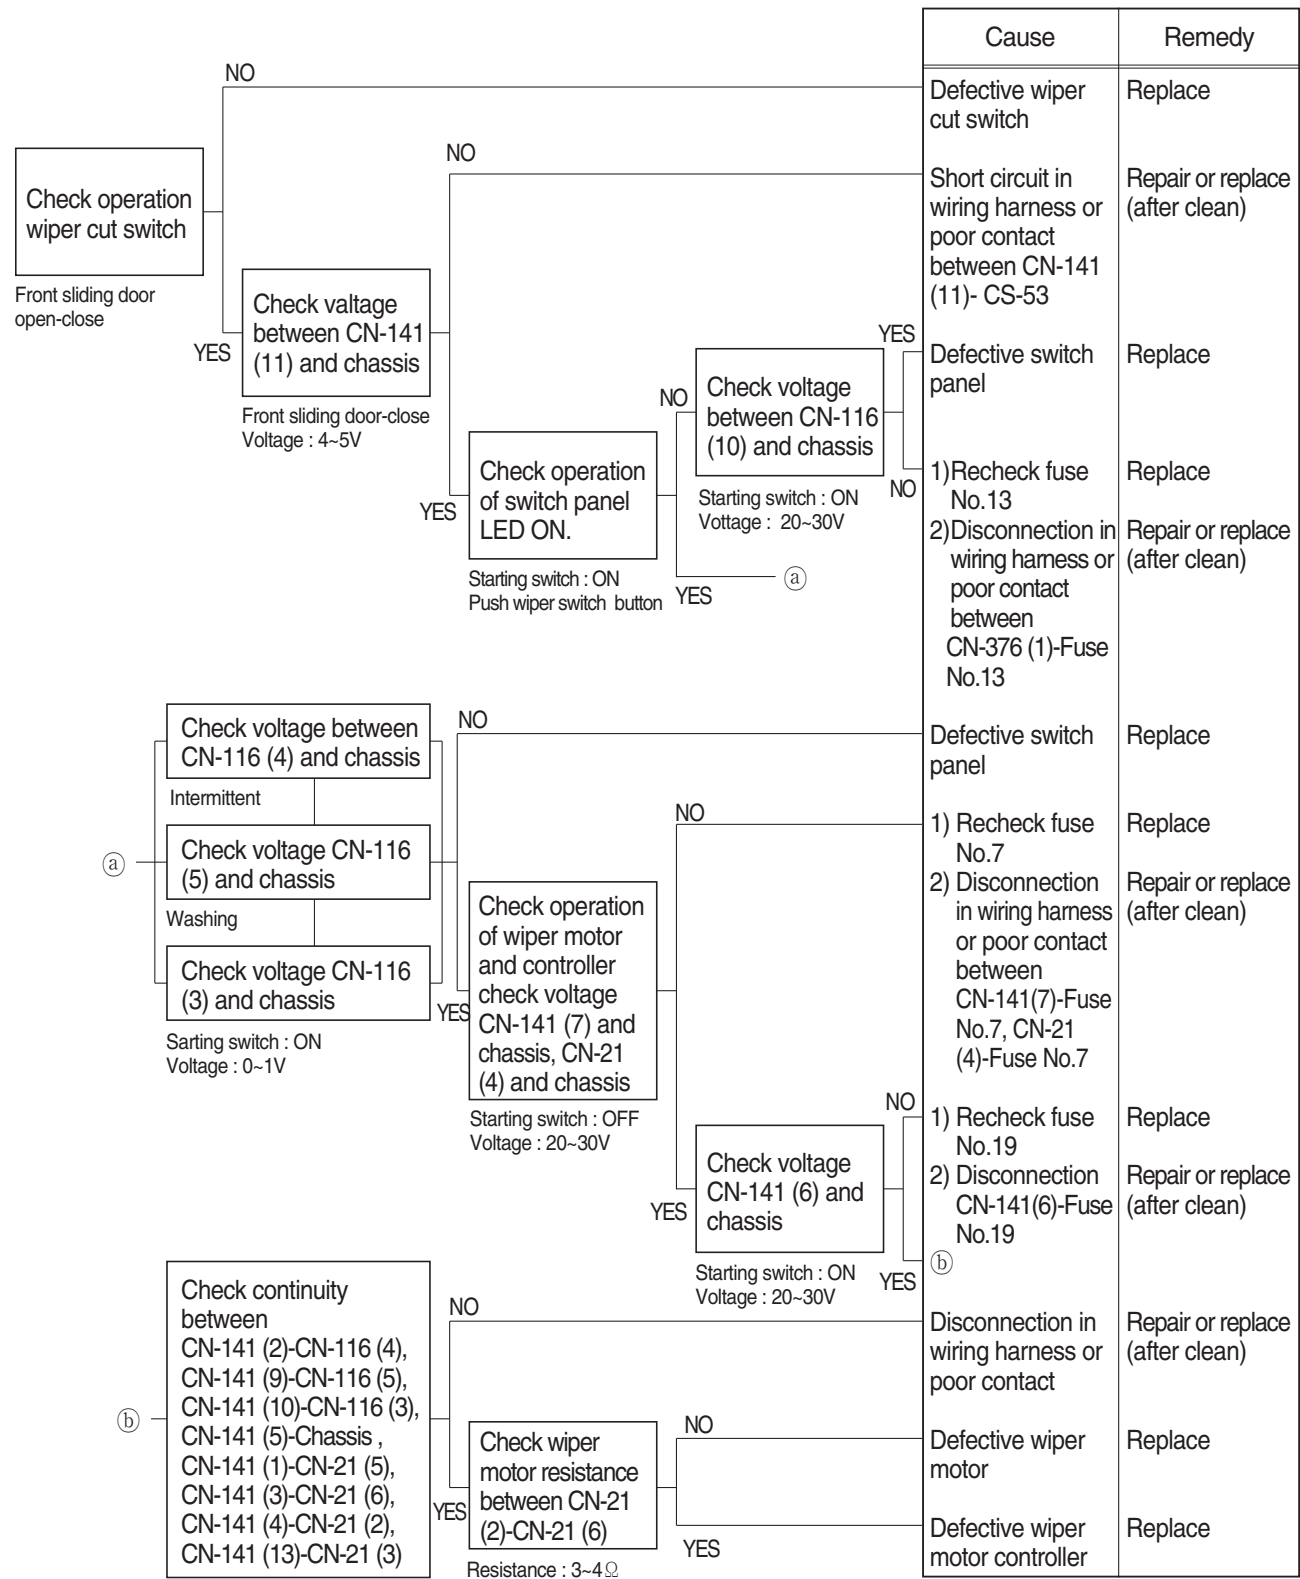 Cause
Remedy
NO
Defective wiper
cut switch
Replace
NO
Check operation
wiper cut switch
Short circuit in
wiring harness or
poor contact
between CN-141
(11)- CS-53
Repair or replace
(after clean)
Front sliding door
open-close
YES
Check valtage
between CN-141
(11) and chassis
Front sliding door-close
Voltage : 4~5V
YES
Defective switch
panel
Replace
NO
Check voltage
between CN-116
(10) and chassis
Starting switch : ON
Vottage :  20~30V
NO
YES
Check operation
of switch panel
LED ON.
Starting switch : ON
Push wiper switch  button
YES
ⓐ
1)Recheck fuse
No.13
Replace
2)Disconnection in
wiring harness or
poor contact
between
CN-376 (1)-Fuse
No.13
Repair or replace
(after clean)
ⓐ
Check voltage between
CN-116 (4) and chassis
Intermittent
Check voltage CN-116
(5) and chassis
Washing
Check voltage CN-116
(3) and chassis
Sarting switch : ON
Voltage : 0~1V
NO
Defective switch
panel
Replace
YES
Check operation
of wiper motor
and controller
check voltage
CN-141 (7) and
chassis, CN-21
(4) and chassis
Starting switch : OFF
Voltage : 20~30V
NO
1) Recheck fuse
No.7
Replace
2) Disconnection
in wiring harness
or poor contact
between
CN-141(7)-Fuse
No.7, CN-21
(4)-Fuse No.7
Repair or replace
(after clean)
YES
Check voltage
CN-141 (6) and
chassis
Starting switch : ON
Voltage : 20~30V
NO
1) Recheck fuse
No.19
Replace
2) Disconnection
CN-141(6)-Fuse
No.19
Repair or replace
(after clean)
YES
ⓑ
ⓑ
Check continuity
between
CN-141 (2)-CN-116 (4),
CN-141 (9)-CN-116 (5),
CN-141 (10)-CN-116 (3),
CN-141 (5)-Chassis ,
CN-141 (1)-CN-21 (5),
CN-141 (3)-CN-21 (6),
CN-141 (4)-CN-21 (2),
CN-141 (13)-CN-21 (3)
NO
Disconnection in
wiring harness or
poor contact
Repair or replace
(after clean)
YES
Check wiper
motor resistance
between CN-21
(2)-CN-21 (6)
Resistance : 3~4Ω
NO
Defective wiper
motor
Replace
YES
Defective wiper
motor controller
Replace